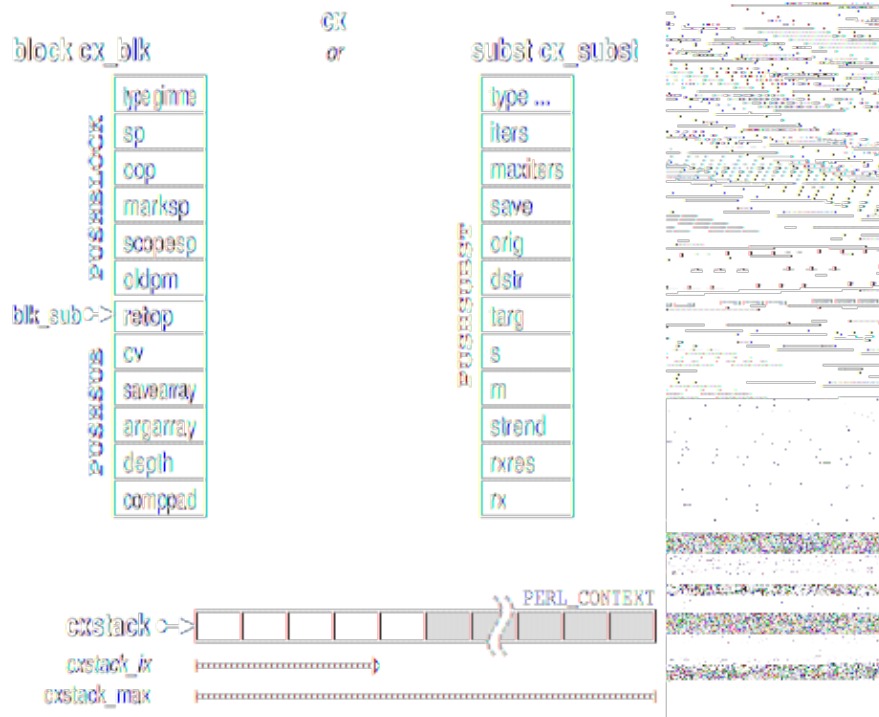 cx
block cx_blk
or
subst cx_subst
PUSHBLOCK
type gimme
sp
oop
marksp
scopesp
oldpm
blk_sub
retop
PUSHSUB
cv
savearray
argarray
depth
comppad
PUSHSUBST
type ...
iters
maxiters
save
orig
dstr
targ
s
m
strend
rxres
rx
PERL_CONTEXT
cxstack
cxstack_ix
cxstack_max